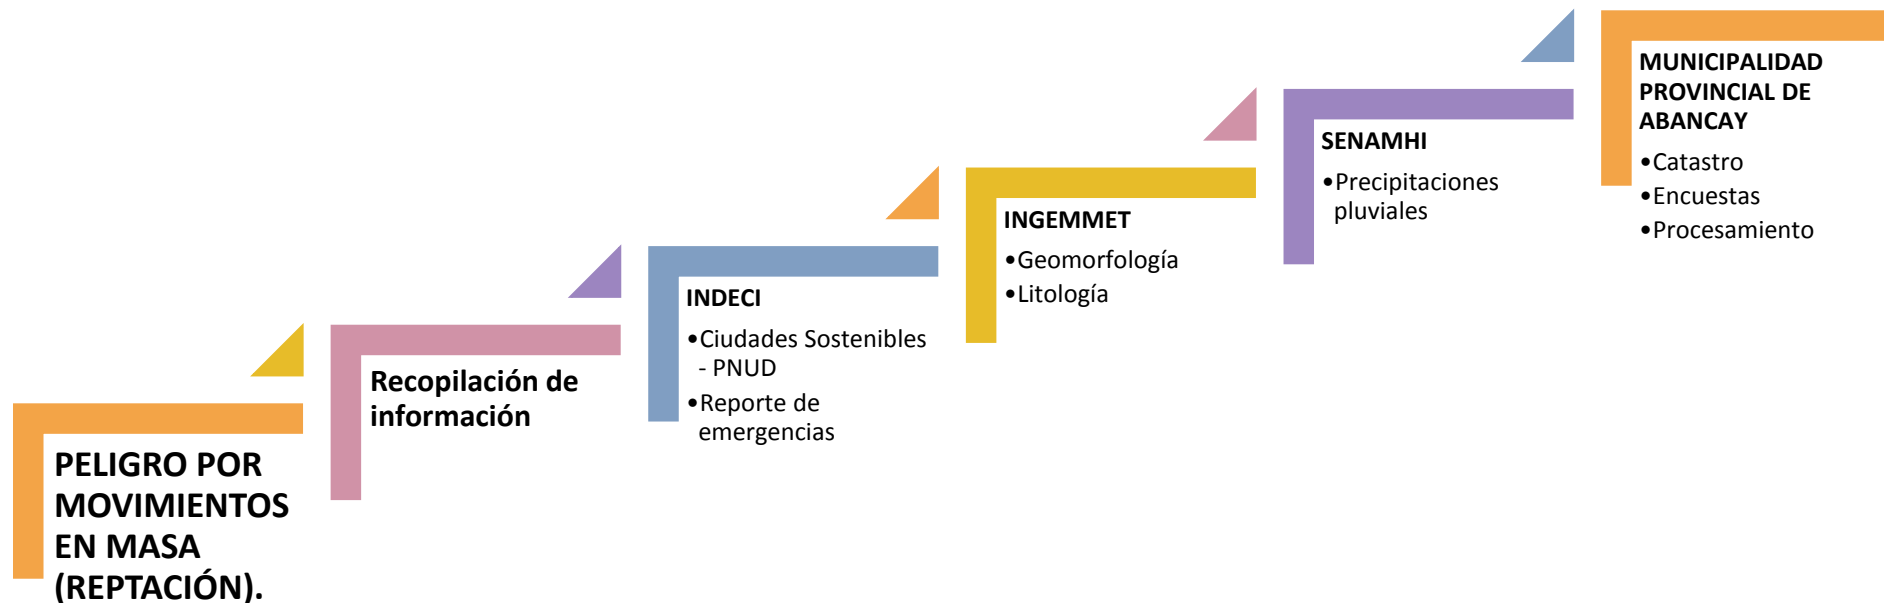 PELIGRO POR
MOVIMIENTOS
EN MASA
(REPTACIÓN).
Recopilación de
información
INDECI
•Ciudades Sostenibles
- PNUD
•Reporte de
emergencias
INGEMMET
•Geomorfología
•Litología
SENAMHI
•Precipitaciones
pluviales
MUNICIPALIDAD
PROVINCIAL DE
ABANCAY
•Catastro
•Encuestas
•Procesamiento